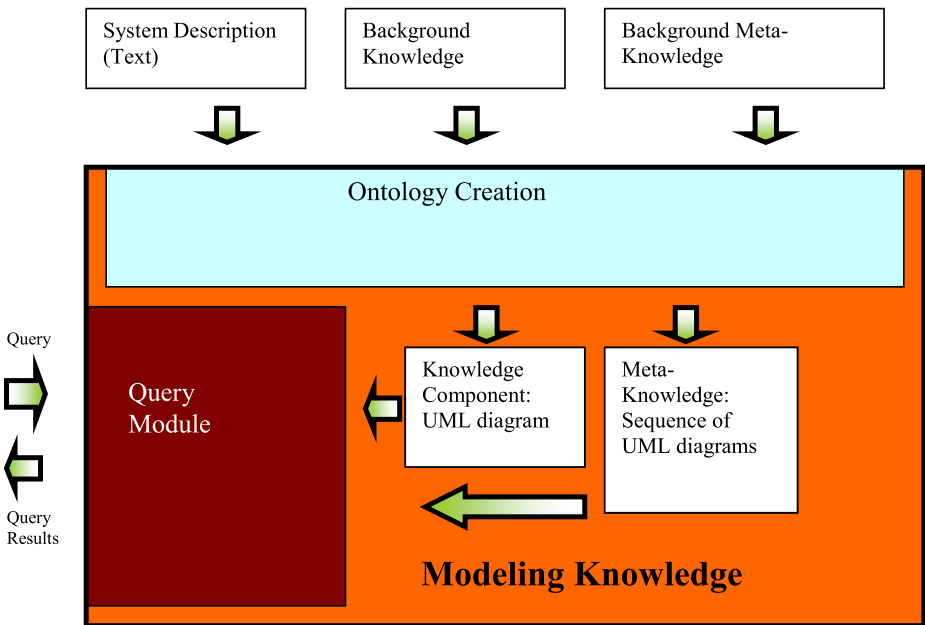 System Description
(Text)
Background
Knowledge
Background Meta-
Knowledge
Ontology Creation
Query
Query
Results
Query
Module
Knowledge
Component:
UML diagram
Meta-
Knowledge:
Sequence of
UML diagrams
Modeling Knowledge